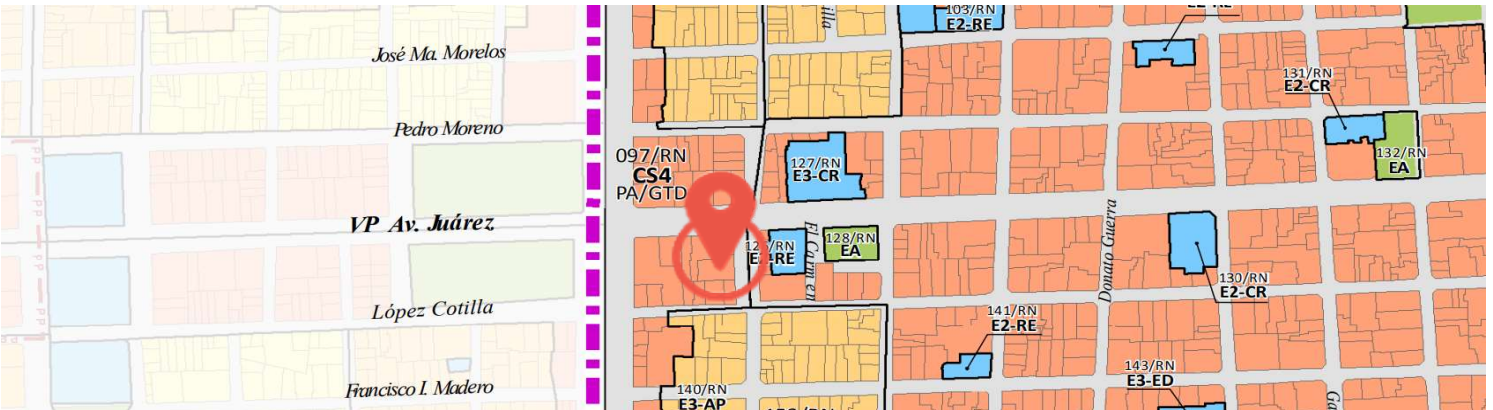 José Ma. Morelos
Pedro Moreno
VP Av. Juárez
López Cotilla
Francisco I. Madero
103/RN
E2-RE
131/RN
E2-CR
097/RN
CS4
PA/GTD
127/RN
E3-CR
132/RN
EA
El Carmen
128/RN
EA
Donato Guerra
130/RN
E2-CR
141/RN
E2-RE
140/RN
E3-AP
143/RN
E3-ED